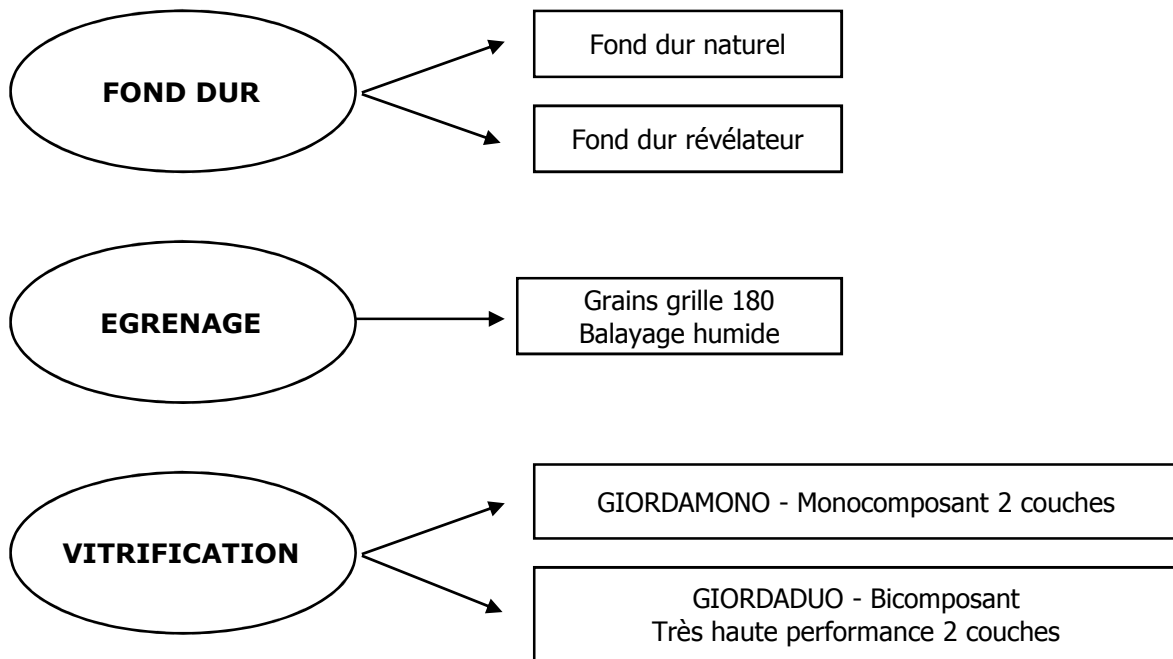 FOND DUR
Fond dur naturel
Fond dur révélateur
EGRENAGE
Grains grille 180
Balayage humide
VITRIFICATION
GIORDAMONO - Monocomposant 2 couches
GIORDADUO - Bicomposant
Très haute performance 2 couches